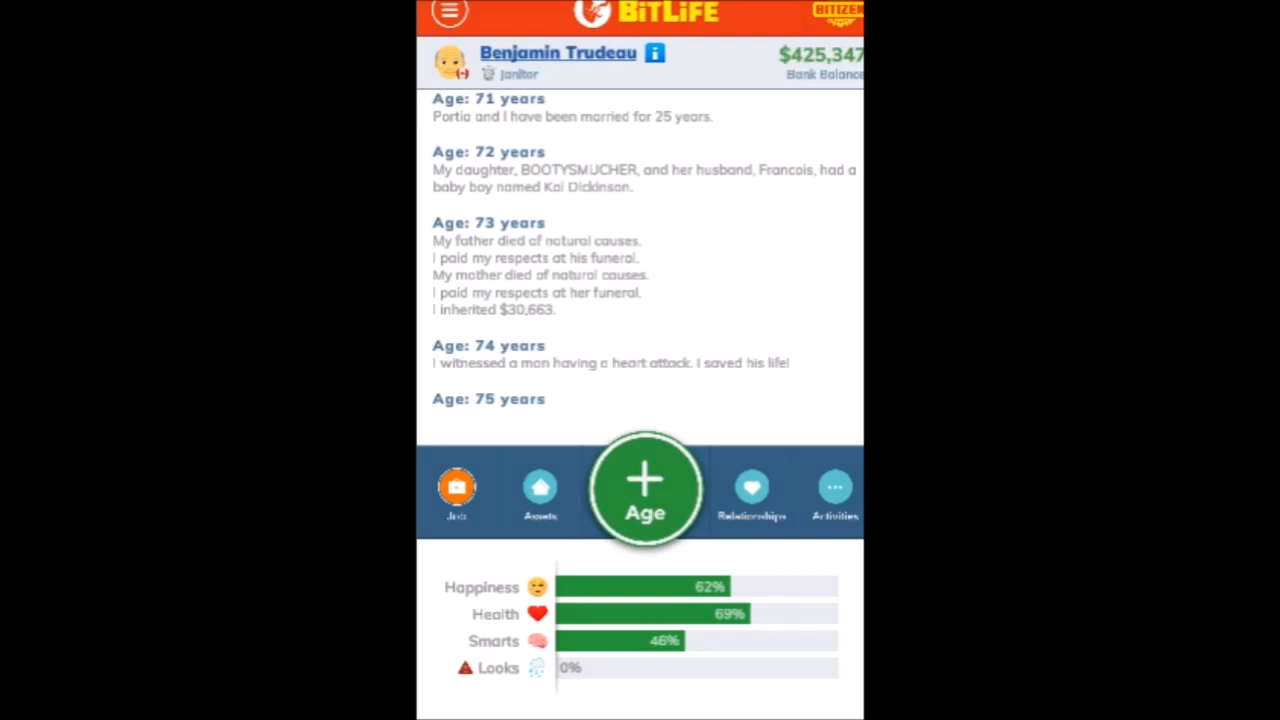 BiTLiFE
BITIZEN
Benjamin Trudeau
$425,347
Janitor
Bank Balance
Age: 71 years
Portia and I have been married for 25 years.
Age: 72 years
My daughter, BOOTYSMUCHER, and her husband, Francois, had a
baby boy named Kai Dickinson.
Age: 73 years
My father died of natural causes.
I paid my respects at his funeral.
My mother died of natural causes.
I paid my respects at her funeral.
I inherited $30,663.
Age: 74 years
I witnessed a man having a heart attack. I saved his life!
Age: 75 years
Job
Assets
Age
Relationships
Activities
Happiness
62%
Health
69%
Smarts
46%
Looks
0%